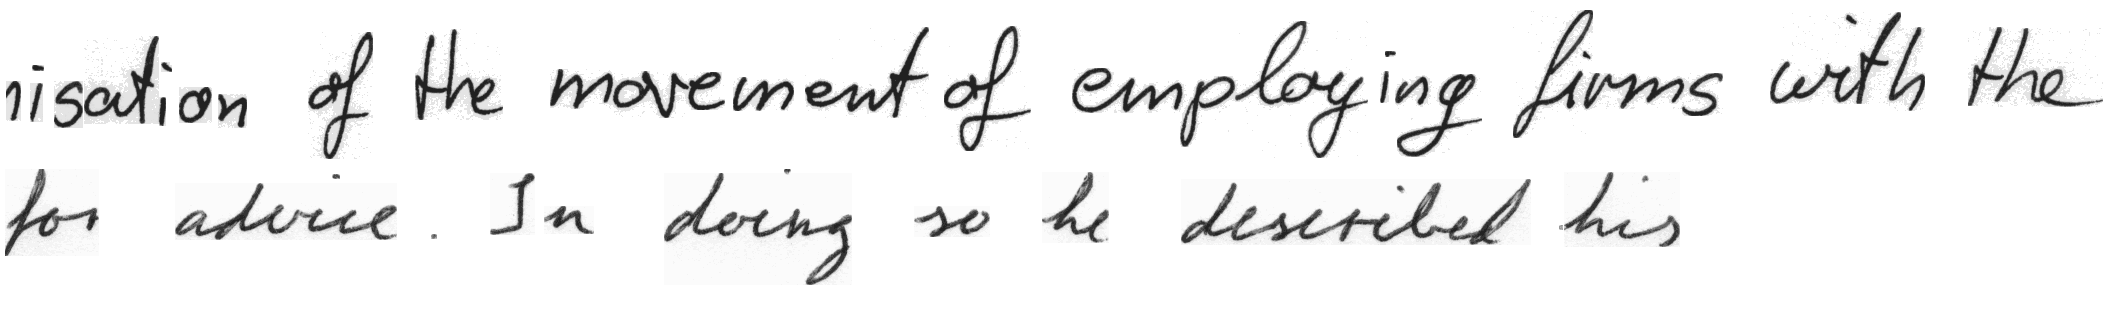 nisation of the movement of employing firms with the
for advice. In doing so he described his